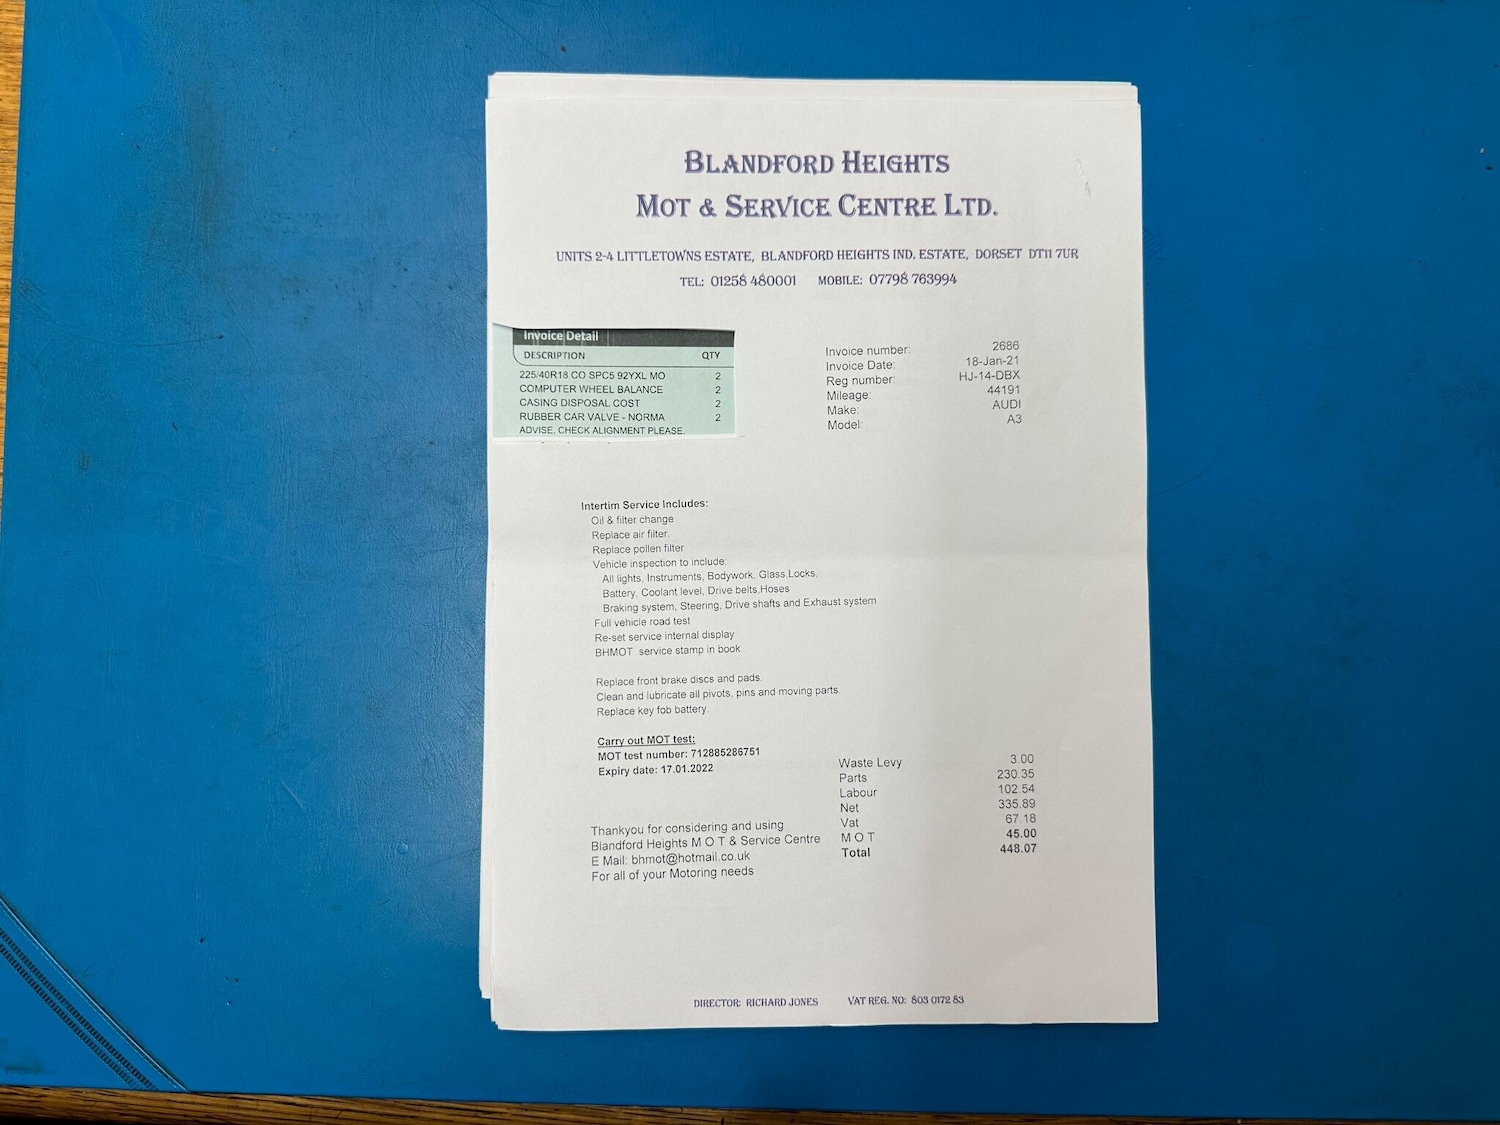 BLANDFORD HEIGHTS
MOT & SERVICE CENTRE LTD.
UNITS 2-4 LITTLETOWNS ESTATE, BLANDFORD HEIGHTS IND. ESTATE, DORSET DT11 7UR
TEL: 01258 480001 MOBILE: 07798 763994
Invoice Detail
DESCRIPTION QTY
225/40R18 CO SPC5 92YXL MO 2
COMPUTER WHEEL BALANCE 2
CASING DISPOSAL COST 2
RUBBER CAR VALVE - NORMA 2
ADVISE, CHECK ALIGNMENT PLEASE.
Invoice number: 2686
Invoice Date: 18-Jan-21
Reg number: HJ-14-DBX
Mileage: 44191
Make: AUDI
Model: A3
Intertim Service Includes:
Oil & filter change
Replace air filter.
Replace pollen filter
Vehicle inspection to include:
All lights, Instruments, Bodywork, Glass,Locks,
Battery, Coolant level, Drive belts,Hoses
Braking system, Steering, Drive shafts and Exhaust system
Full vehicle road test
Re-set service internal display
BHMOT service stamp in book
Replace front brake discs and pads.
Clean and lubricate all pivots, pins and moving parts.
Replace key fob battery.
Carry out MOT test:
MOT test number: 712885286751
Expiry date: 17.01.2022
Waste Levy 3.00
Parts 230.35
Labour 102.54
Net 335.89
Vat 67.18
M O T 45.00
Total 448.07
Thankyou for considering and using
Blandford Heights M O T & Service Centre
E Mail: bhmot@hotmail.co.uk
For all of your Motoring needs
DIRECTOR: RICHARD JONES VAT REG. NO: 803 0172 83